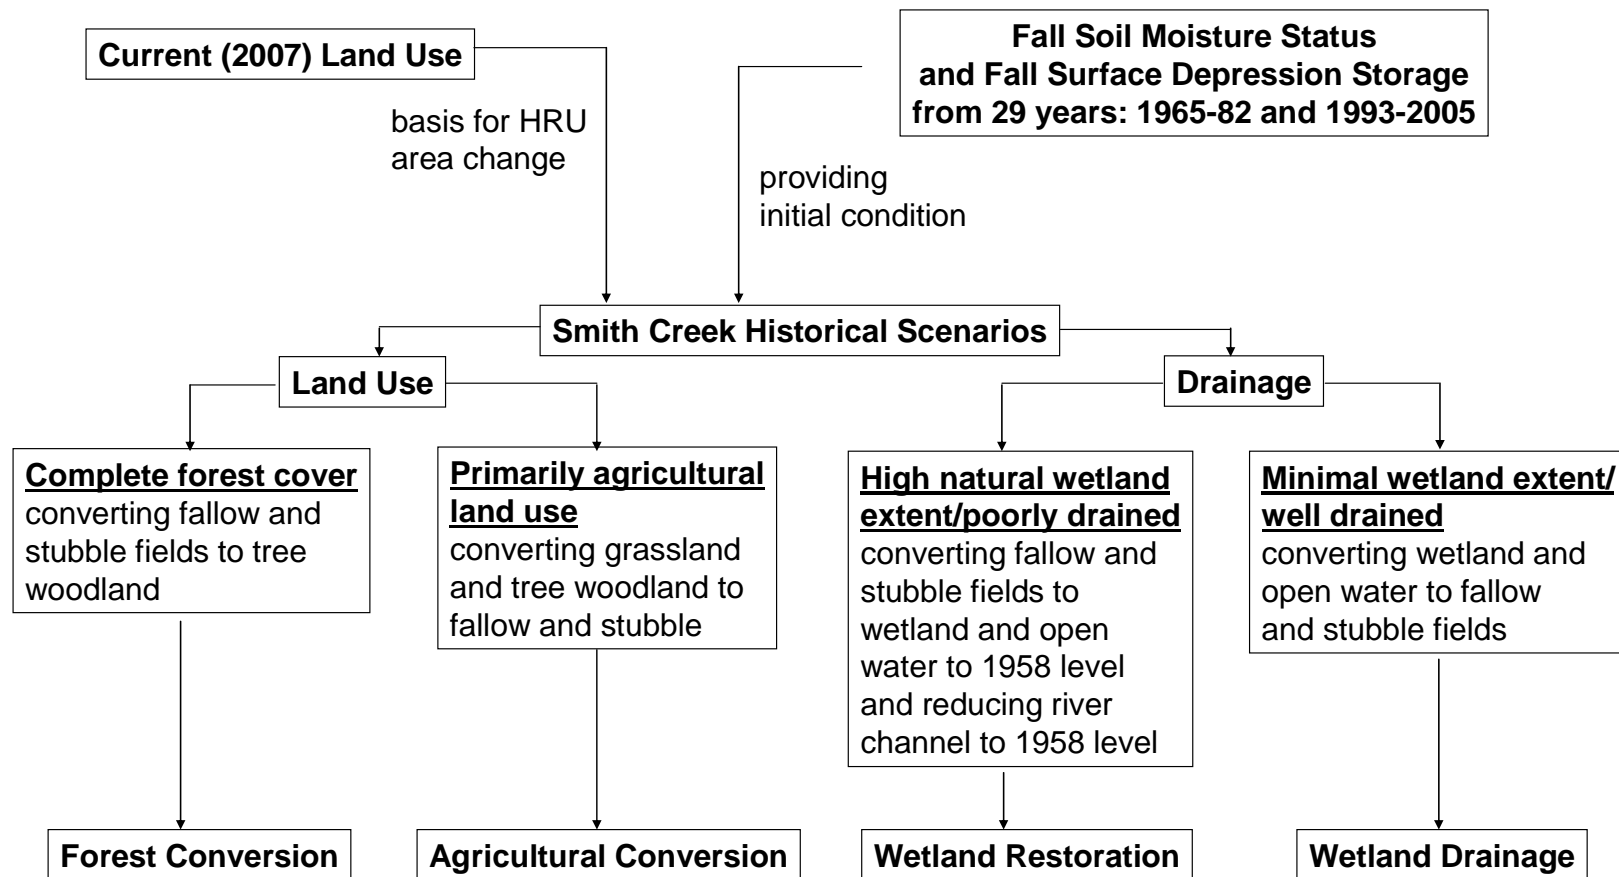 Current (2007) Land Use
Fall Soil Moisture Status
and Fall Surface Depression Storage
from 29 years: 1965-82 and 1993-2005
basis for HRU
area change
providing
initial condition
Smith Creek Historical Scenarios
Land Use
Drainage
Complete forest cover
converting fallow and
stubble fields to tree
woodland
Primarily agricultural
land use
converting grassland
and tree woodland to
fallow and stubble
High natural wetland
extent/poorly drained
converting fallow and
stubble fields to
wetland and open
water to 1958 level
and reducing river
channel to 1958 level
Minimal wetland extent/
well drained
converting wetland and
open water to fallow
and stubble fields
Forest Conversion
Agricultural Conversion
Wetland Restoration
Wetland Drainage